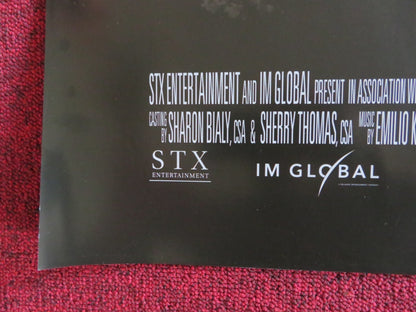 STX ENTERTAINMENT AND IM GLOBAL PRESENT IN ASSOCIATION W
CASTING BY SHARON BIALY, CSA & SHERRY THOMAS, CSA MUSIC BY EMILIO K
STX
ENTERTAINMENT
IM GLOBAL